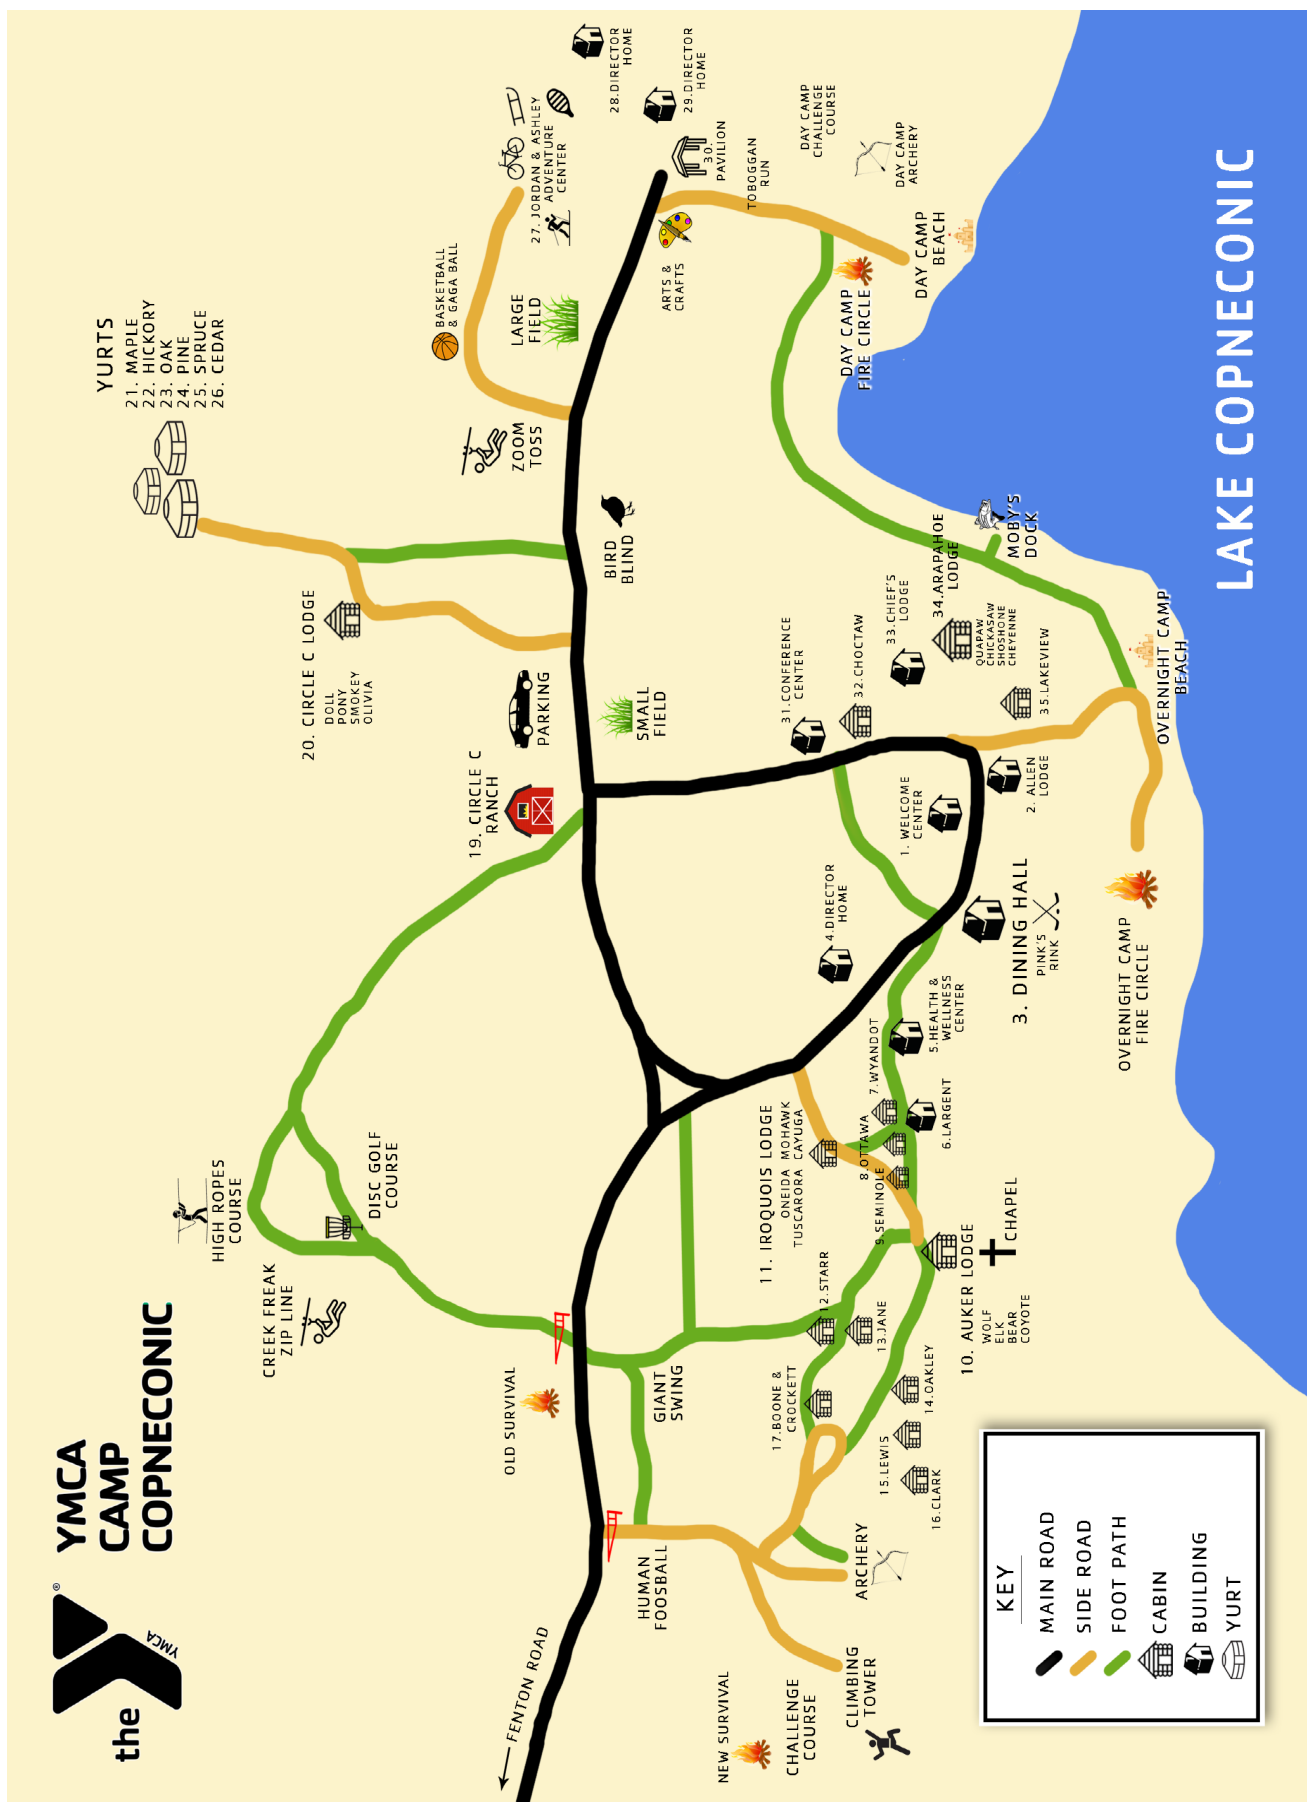 the
YMCA
®
YMCA
CAMP
COPNECONIC
YURTS
21. MAPLE
22. HICKORY
23. OAK
24. PINE
25. SPRUCE
26. CEDAR
HIGH ROPES
COURSE
CREEK FREAK
ZIP LINE
DISC GOLF
COURSE
20. CIRCLE C LODGE
DOLL
PONY
SMOKEY
OLIVIA
BASKETBALL
& GAGA BALL
19. CIRCLE C
RANCH
PARKING
ZOOM
TOSS
LARGE
FIELD
27. JORDAN & ASHLEY
ADVENTURE
CENTER
28.DIRECTOR
HOME
29.DIRECTOR
HOME
30.
PAVILION
← FENTON ROAD
OLD SURVIVAL
HUMAN
FOOSBALL
GIANT
SWING
SMALL
FIELD
BIRD
BLIND
ARTS &
CRAFTS
TOBOGGAN
RUN
DAY CAMP
CHALLENGE
COURSE
DAY CAMP
ARCHERY
DAY CAMP
BEACH
DAY CAMP
FIRE CIRCLE
NEW SURVIVAL
CHALLENGE
COURSE
CLIMBING
TOWER
ARCHERY
17.BOONE &
CROCKETT
12.STARR
13.JANE
14.OAKLEY
15.LEWIS
16.CLARK
11. IROQUOIS LODGE
ONEIDA MOHAWK
TUSCARORA CAYUGA
7.WYANDOT
8.OTTAWA
9.SEMINOLE
6.LARGENT
5.HEALTH &
WELLNESS
CENTER
4.DIRECTOR
HOME
1. WELCOME
CENTER
31.CONFERENCE
CENTER
32.CHOCTAW
33.CHIEF'S
LODGE
34.ARAPAHOE
LODGE
QUAPAW
CHICKASAW
SHOSHONE
CHEYENNE
35.LAKEVIEW
2. ALLEN
LODGE
MOBY'S
DOCK
10. AUKER LODGE
WOLF
ELK
BEAR
COYOTE
CHAPEL
3. DINING HALL
PINK'S
RINK
OVERNIGHT CAMP
FIRE CIRCLE
OVERNIGHT CAMP
BEACH
LAKE COPNECONIC
KEY
MAIN ROAD
SIDE ROAD
FOOT PATH
CABIN
BUILDING
YURT